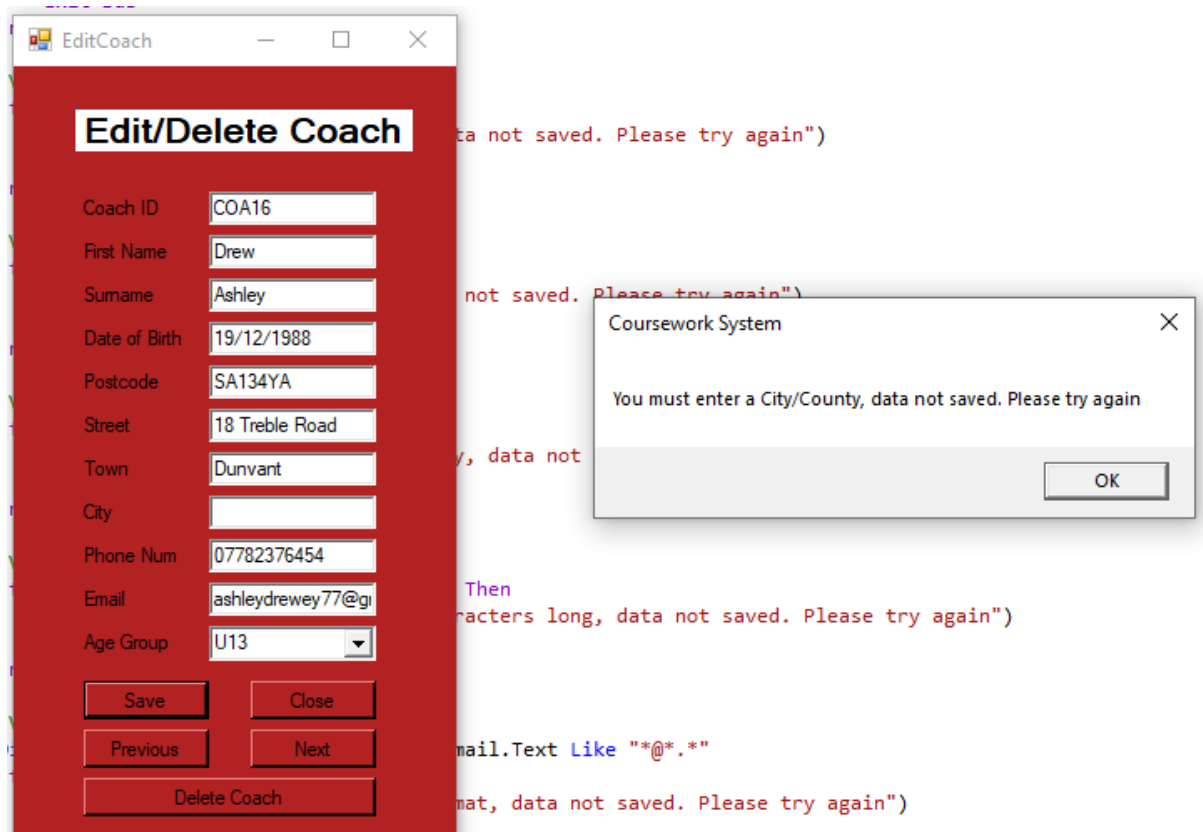 EditCoach
Edit/Delete Coach
ta not saved. Please try again")
Coach ID COA16
First Name Drew
Surname Ashley
not saved. Please try again")
Coursework System
Date of Birth 19/12/1988
Postcode SA134YA
You must enter a City/County, data not saved. Please try again
Street 18 Treble Road
Town Dunvant
y, data not
OK
City
Phone Num 07782376454
Email ashleydrewey77@g
Then
racters long, data not saved. Please try again")
Age Group U13
Save Close
Previous Next
mail.Text Like "*@*.*"
Delete Coach
mat, data not saved. Please try again")